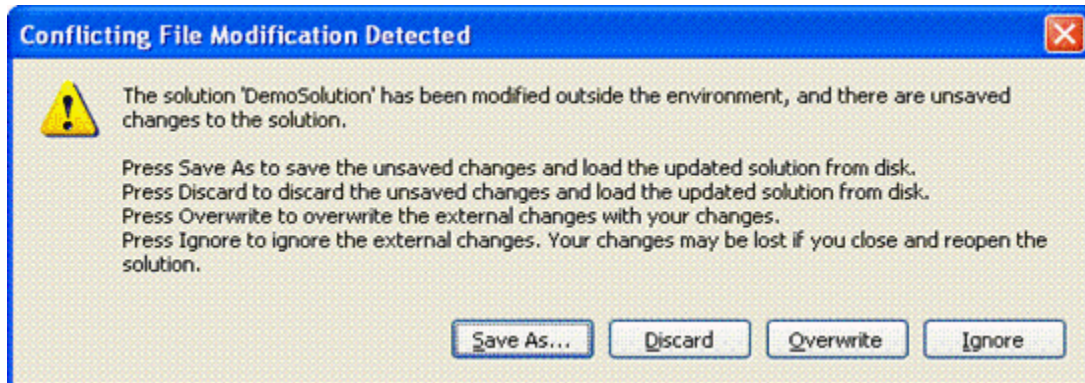 Conflicting File Modification Detected
The solution 'DemoSolution' has been modified outside the environment, and there are unsaved
changes to the solution.
Press Save As to save the unsaved changes and load the updated solution from disk.
Press Discard to discard the unsaved changes and load the updated solution from disk.
Press Overwrite to overwrite the external changes with your changes.
Press Ignore to ignore the external changes. Your changes may be lost if you close and reopen the
solution.
Save As... Discard Overwrite Ignore